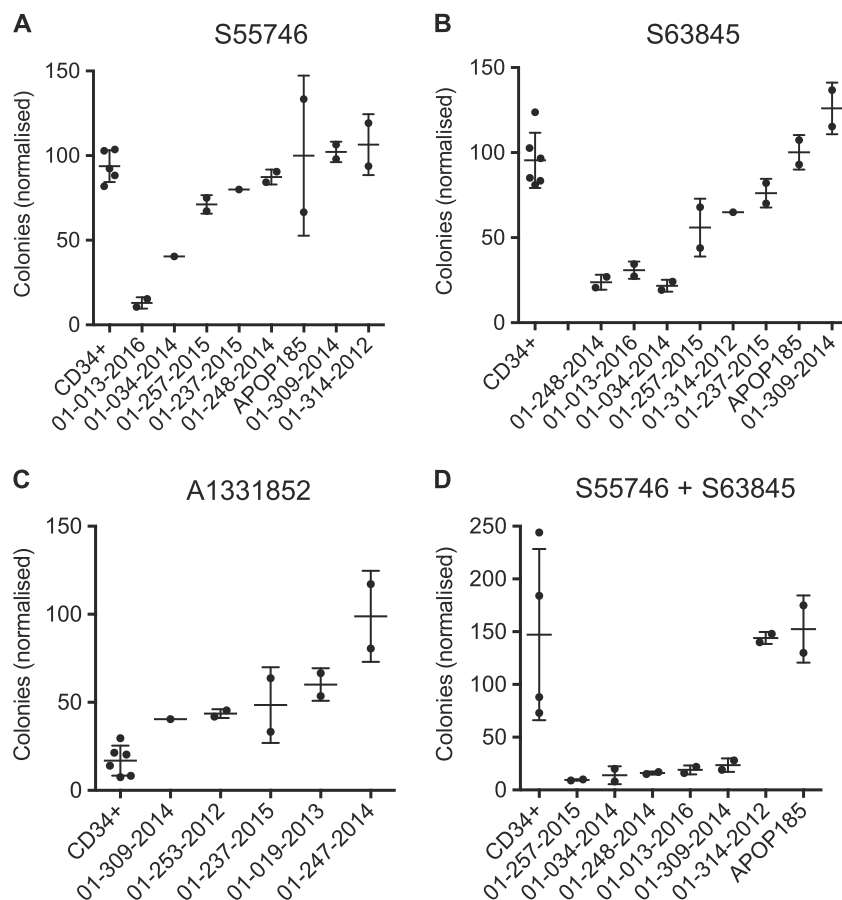 A
S55746
Colonies (normalised)
150
100
50
0
CD34+
01-013-2016
01-034-2014
01-257-2015
01-237-2015
01-248-2014
APOP185
01-309-2014
01-314-2012
B
S63845
Colonies (normalised)
150
100
50
0
CD34+
01-248-2014
01-013-2016
01-034-2014
01-257-2015
01-314-2012
01-237-2015
APOP185
01-309-2014
C
A1331852
Colonies (normalised)
150
100
50
0
CD34+
01-309-2014
01-253-2012
01-237-2015
01-019-2013
01-247-2014
D
S55746 + S63845
Colonies (normalised)
250
200
150
100
50
0
CD34+
01-257-2015
01-034-2014
01-248-2014
01-013-2016
01-309-2014
01-314-2012
APOP185